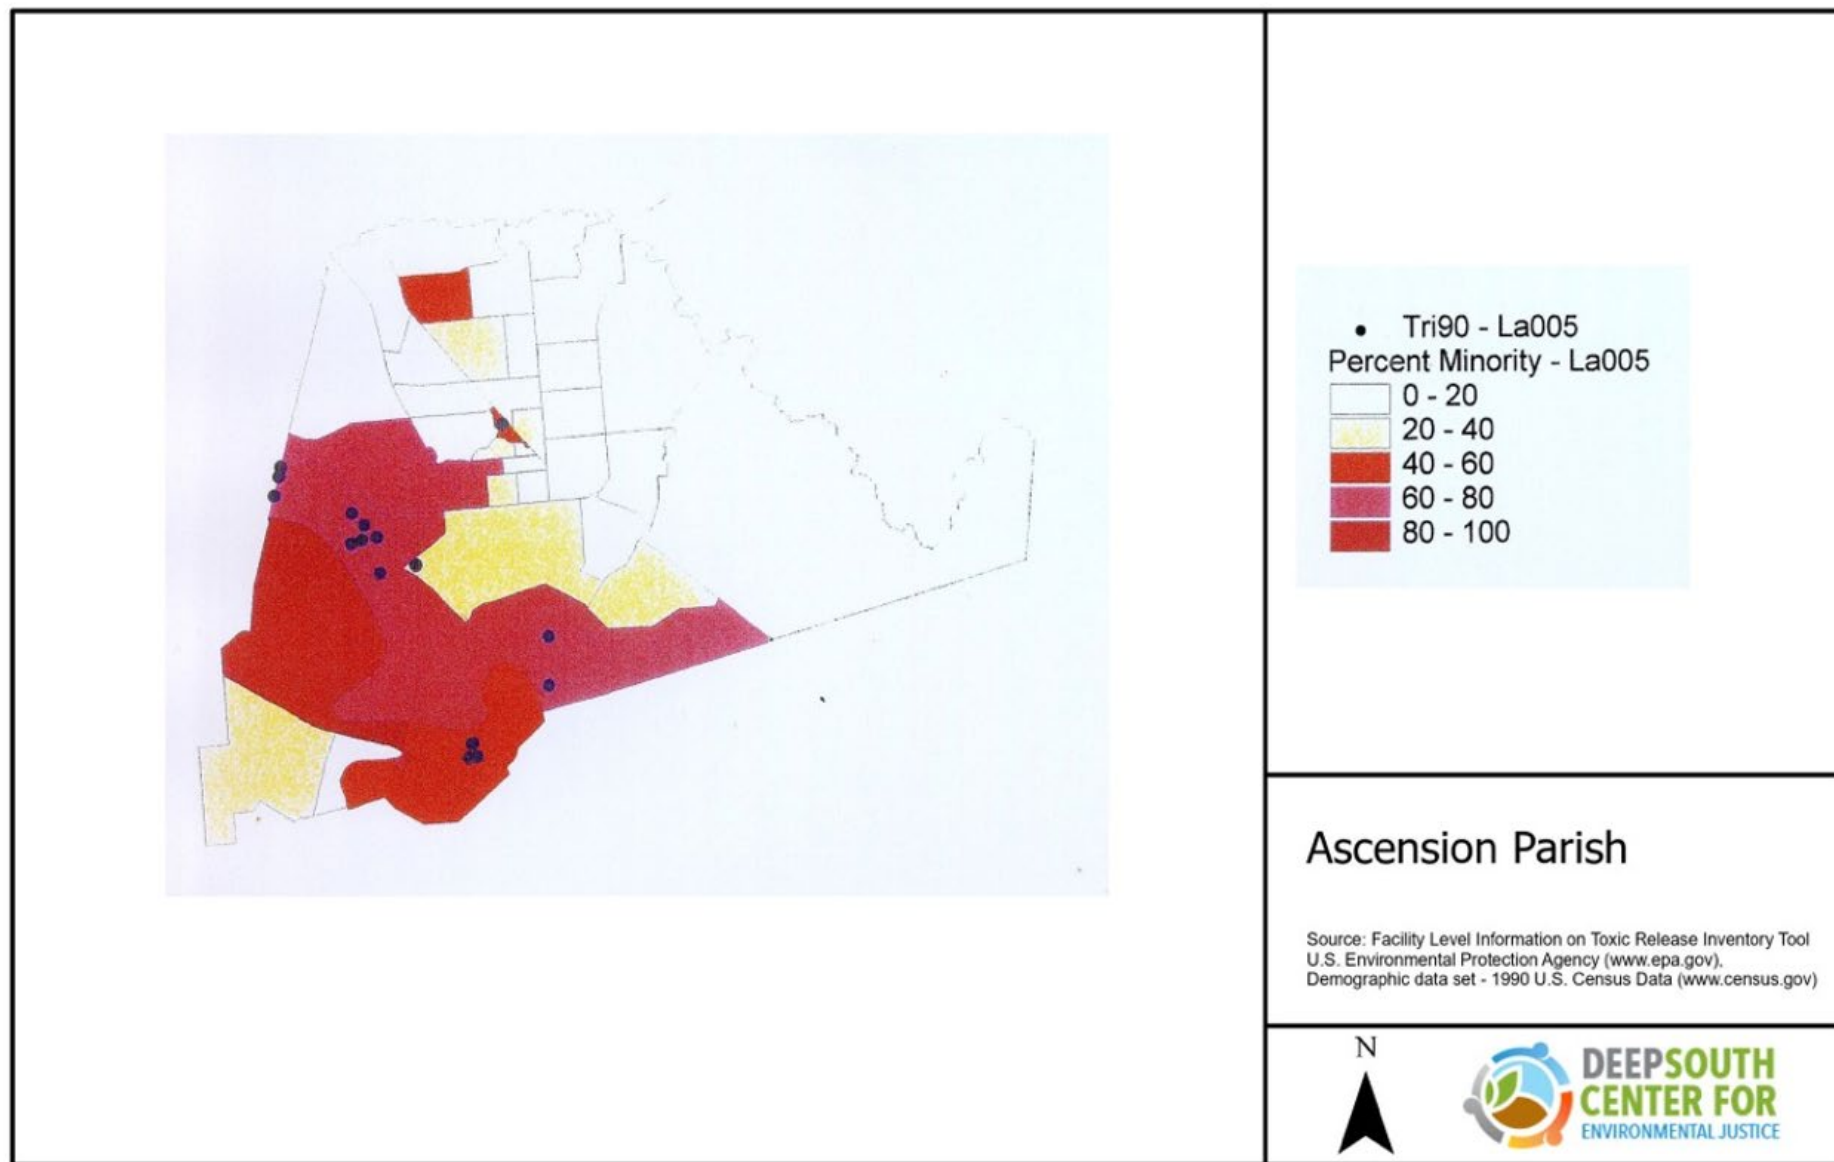 Tri90 - La005
Percent Minority - La005
0 - 20
20 - 40
40 - 60
60 - 80
80 - 100
Ascension Parish
Source: Facility Level Information on Toxic Release Inventory Tool
U.S. Environmental Protection Agency (www.epa.gov),
Demographic data set - 1990 U.S. Census Data (www.census.gov)
N
DEEPSOUTH
CENTER FOR
ENVIRONMENTAL JUSTICE